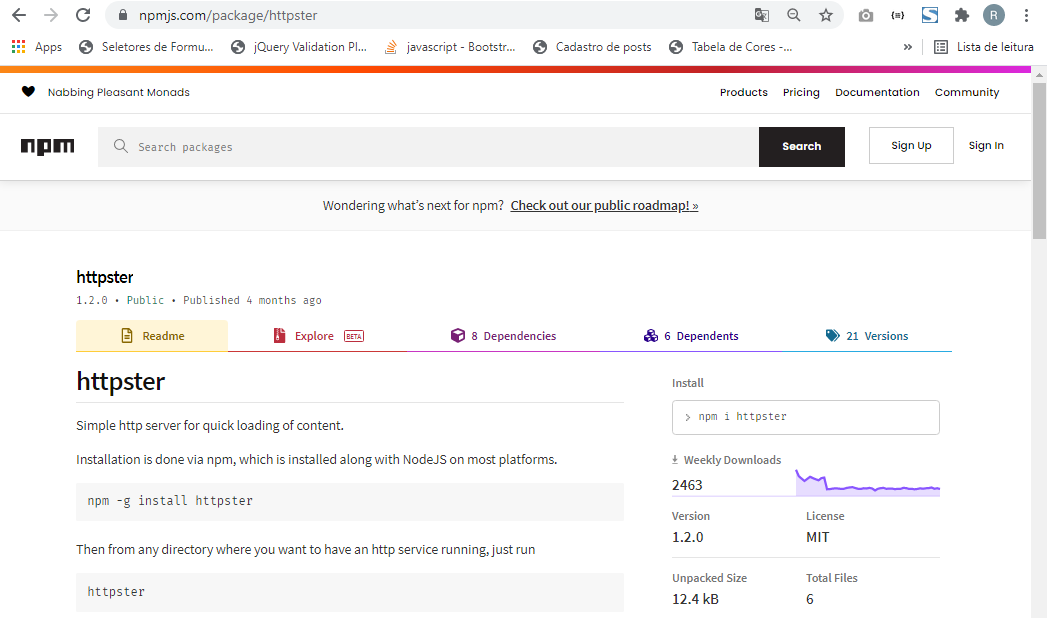 npmjs.com/package/httpster
R
Apps
Seletores de Formu...
jQuery Validation Pl...
javascript - Bootstr...
Cadastro de posts
Tabela de Cores -...
»
Lista de leitura
Nabbing Pleasant Monads
Products
Pricing
Documentation
Community
npm
Search packages
Search
Sign Up
Sign In
Wondering what's next for npm? Check out our public roadmap! »
httpster
1.2.0 • Public • Published 4 months ago
Readme
Explore BETA
8 Dependencies
6 Dependents
21 Versions
httpster
Simple http server for quick loading of content.
Installation is done via npm, which is installed along with NodeJS on most platforms.
npm -g install httpster
Then from any directory where you want to have an http service running, just run
httpster
Install
> npm i httpster
Weekly Downloads
2463
Version
License
1.2.0
MIT
Unpacked Size
Total Files
12.4 kB
6